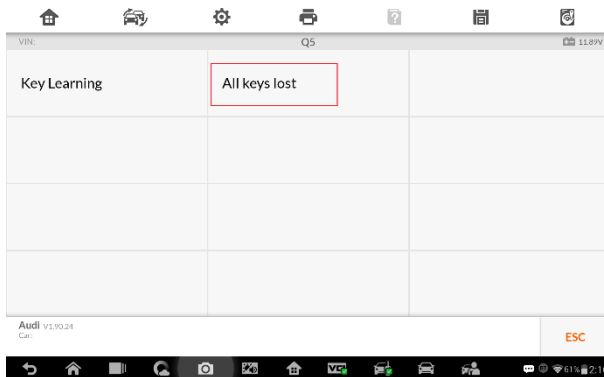 VIN:
Q5
11.89V
Key Learning
All keys lost
Audi V1.90.24
Car:
ESC
61%